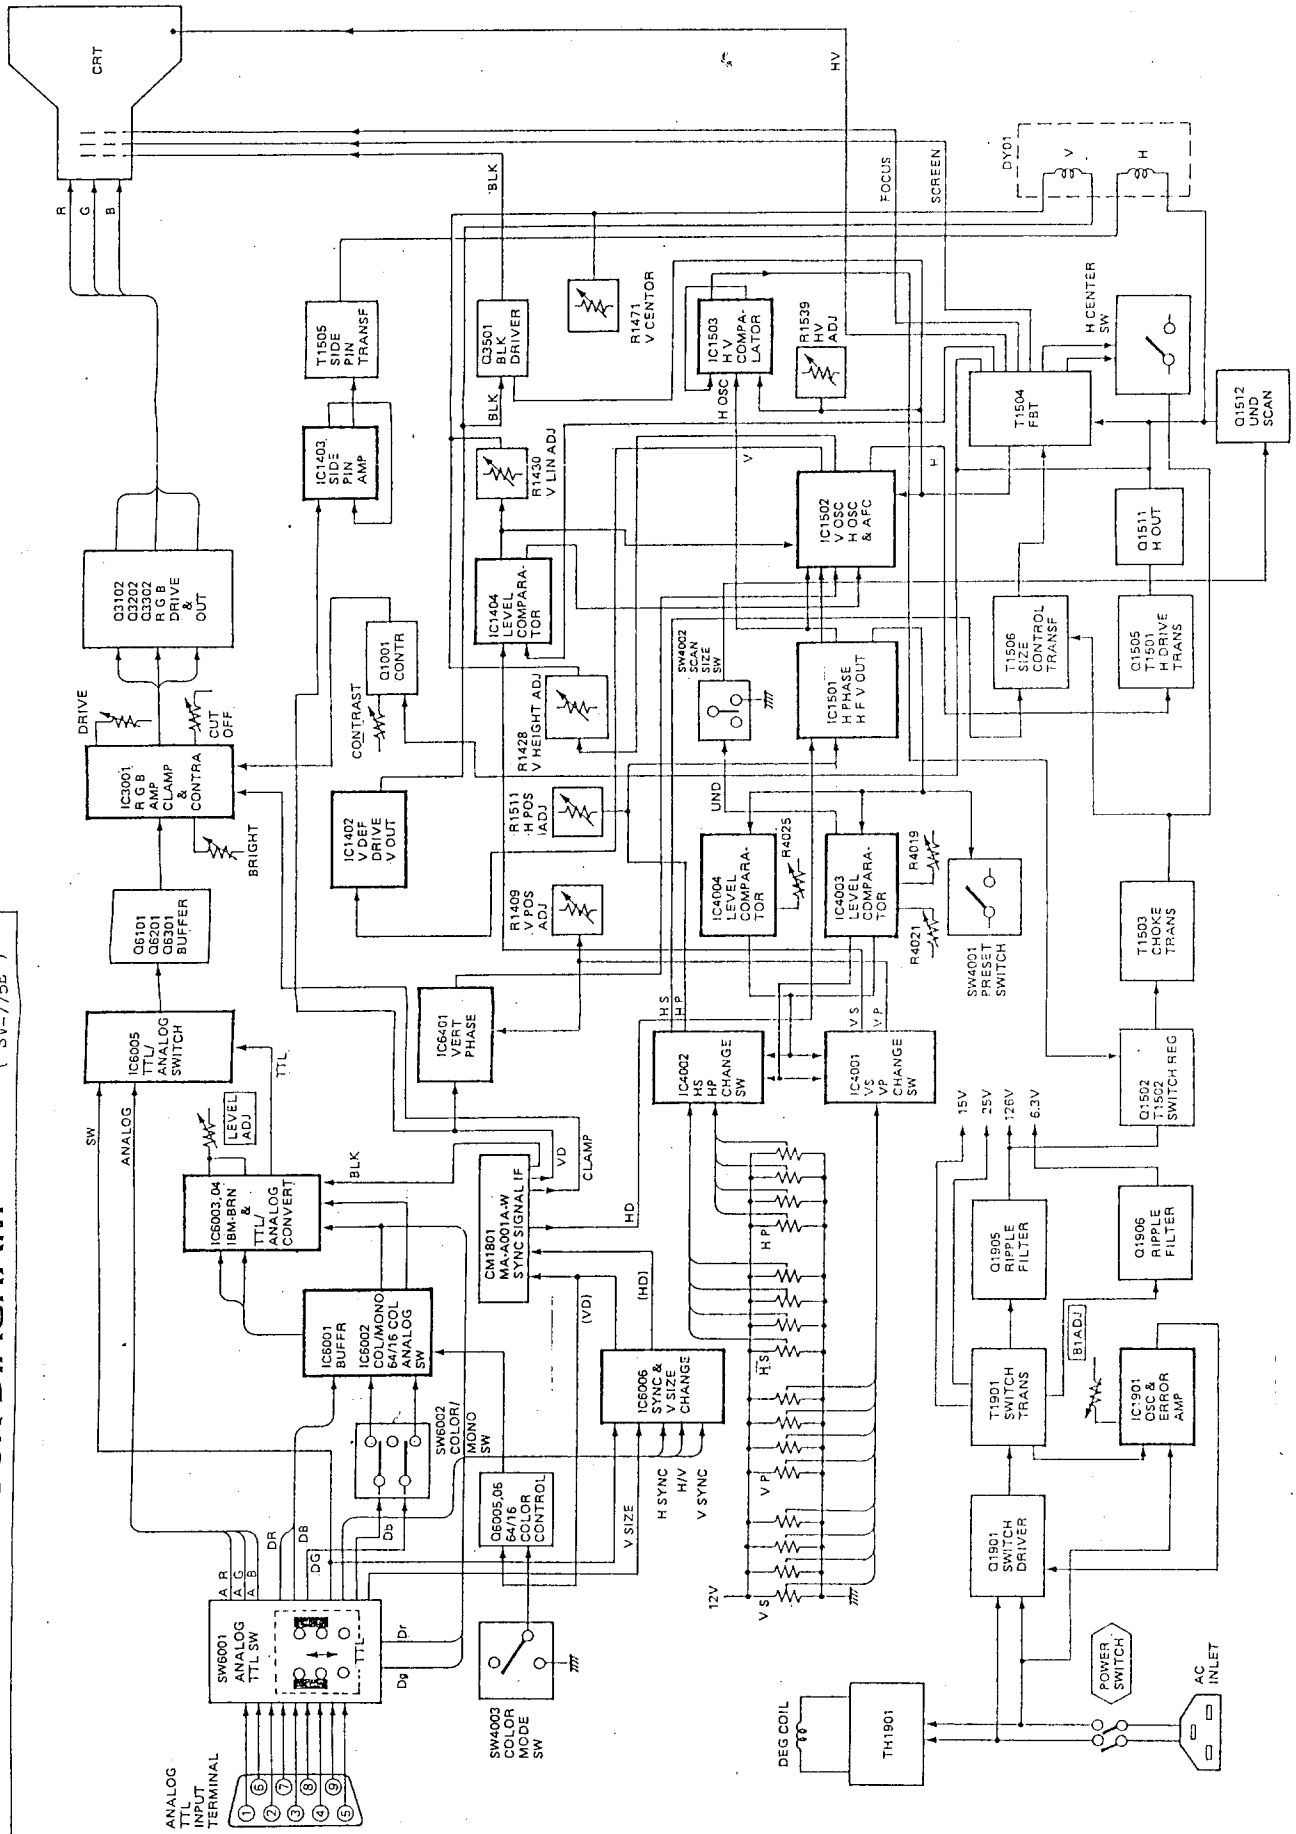 BLOCK DIAGRAM
ANALOG
TTL
INPUT
TERMINAL
1
6
2
7
3
8
4
9
5
SW6001
ANALOG
TTL SW
TTL
A R
A G
A B
DR
DB
DG
Db
Dr
Dg
SW
ANALOG
IC6005
TTL/
ANALOG
SWITCH
TTL
LEVEL
ADJ
IC6003,04
IBM-BRN
&
TTL/
ANALOG
CONVERT
BLK
IC6001
BUFFR
IC6002
COL/MONO
64/16 COL
ANALOG
SW
SW6002
COLOR/
MONO
SW
Q6005,06
64/16
COLOR
CONTROL
SW4003
COLOR
MODE
SW
V SIZE
H SYNC
H/V
V SYNC
IC6006
SYNC &
V SIZE
CHANGE
(VD)
(HD)
CM1801
MA-A001A-W
SYNC SIGNAL IF
VD
CLAMP
HD
Q6101
Q6201
Q6301
BUFFER
IC3001
R G B
AMP
CLAMP
&
CONTRA
DRIVE
CUT
OFF
BRIGHT
Q3102
Q3202
Q3302
R G B
DRIVE
&
OUT
R
G
B
CRT
IC6401
VERT
PHASE
IC1402
V DEF
DRIVE
V OUT
CONTRAST
Q1001
CONTR
IC1403
SIDE
PIN
AMP
T1505
SIDE
PIN
TRANSF
R1409
V POS
ADJ
R1511
H POS
ADJ
R1428
V HEIGHT ADJ
IC1404
LEVEL
COMPARA-
TOR
R1430
V LIN ADJ
BLK
Q3501
BLK
DRIVER
BLK
R1471
V CENTOR
IC1503
H V
COMPA-
LATOR
H OSC
R1539
HV
ADJ
HV
FOCUS
SCREEN
DY01
V
H
IC4002
HS
HP
CHANGE
SW
HS
HP
IC4001
VS
VP
CHANGE
SW
VS
VP
IC4004
LEVEL
COMPARA-
TOR
R4025
IC4003
LEVEL
COMPARA-
TOR
R4019
R4021
UND
SW4002
SCAN
SIZE
SW
SW4001
PRESET
SWITCH
IC1501
H PHASE
H F V OUT
IC1502
V OSC
H OSC
& AFC
V
H
T1504
FBT
H CENTER
SW
Q1512
UND
SCAN
Q1511
H OUT
Q1505
T1501
H DRIVE
TRANS
T1506
SIZE
CONTROL
TRANSF
T1503
CHOKE
TRANS
Q1502
T1502
SWITCH REG
12V
V S
V P
H S
H P
15V
25V
126V
6.3V
Q1905
RIPPLE
FILTER
Q1906
RIPPLE
FILTER
B1ADJ
T1901
SWITCH
TRANS
IC1901
OSC &
ERROR
AMP
Q1901
SWITCH
DRIVER
DEG COIL
TH1901
POWER
SWITCH
AC
INLET